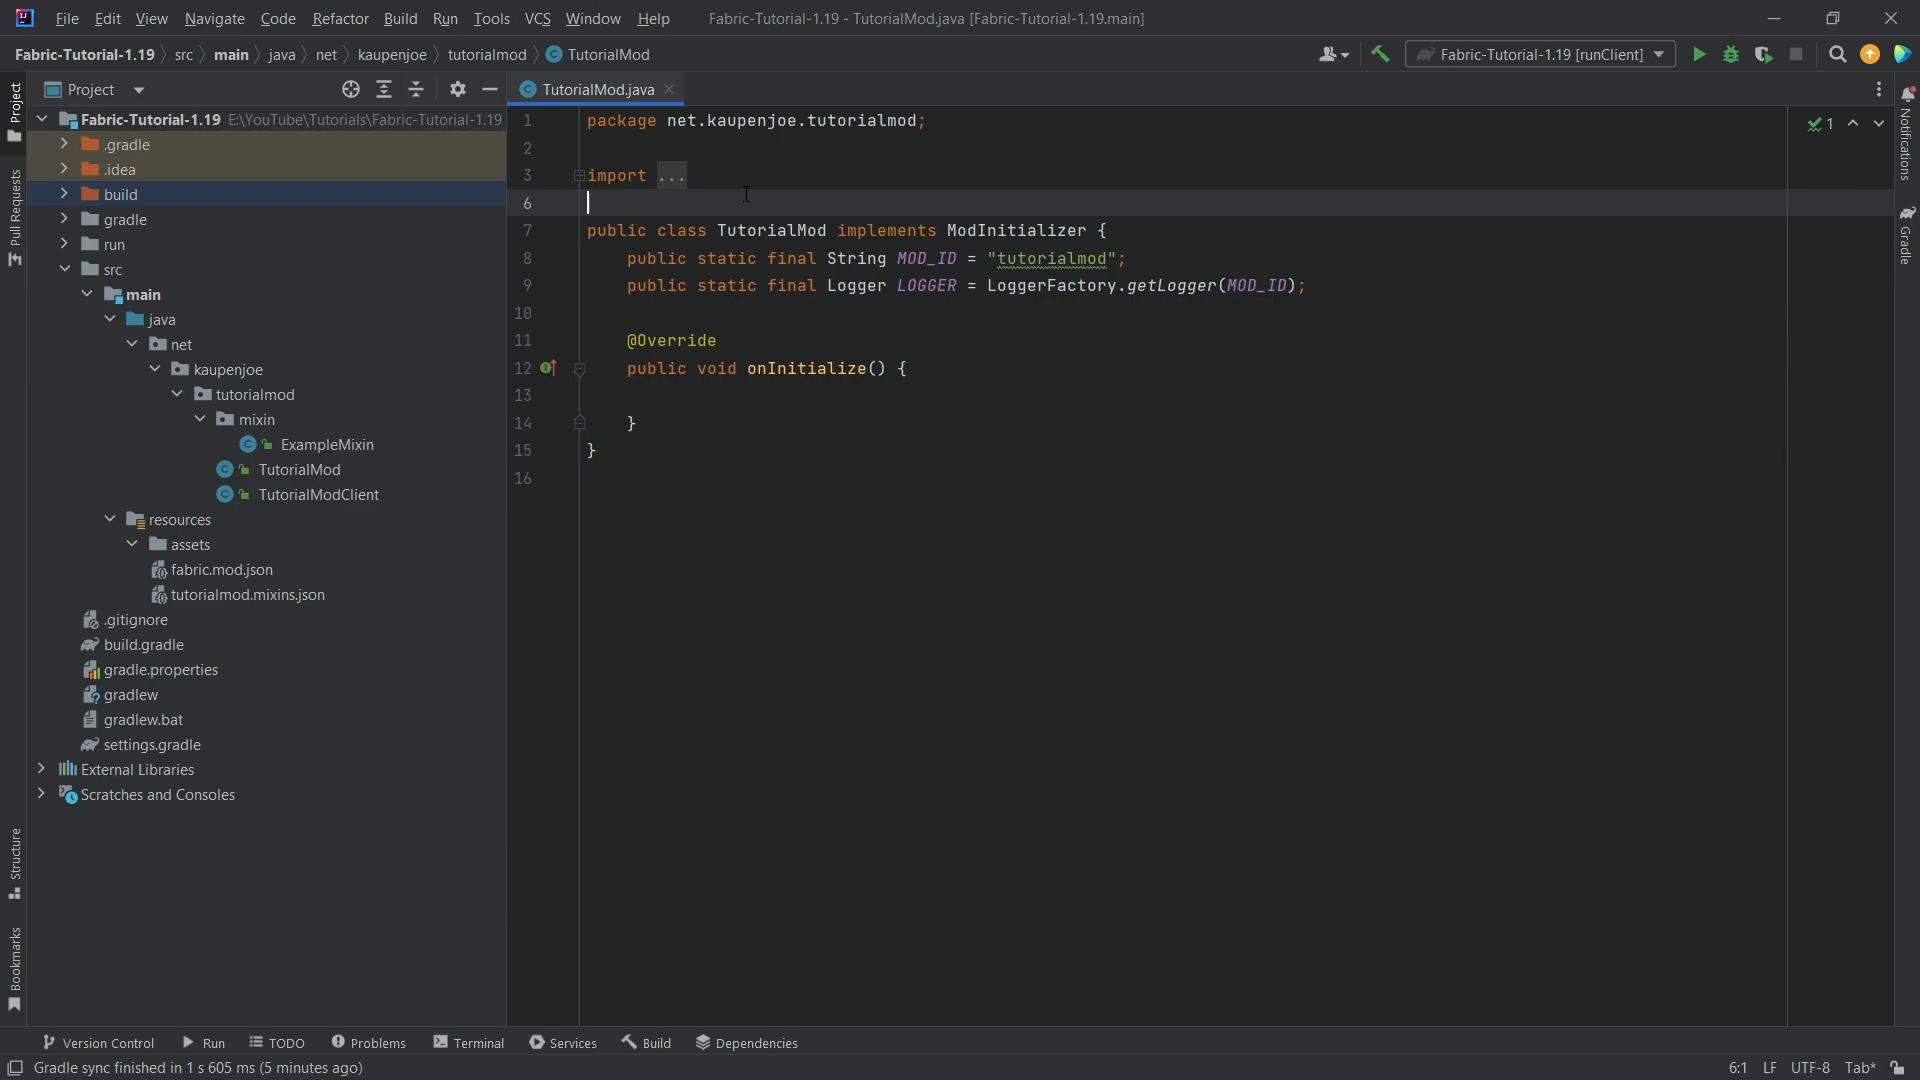 File Edit View Navigate Code Refactor Build Run Tools VCS Window Help Fabric-Tutorial-1.19 - TutorialMod.java [Fabric-Tutorial-1.19.main]
Fabric-Tutorial-1.19 src main java net kaupenjoe tutorialmod TutorialMod Fabric-Tutorial-1.19 [runClient]
Project
Pull Requests
Structure
Bookmarks
Project
Fabric-Tutorial-1.19 E:\YouTube\Tutorials\Fabric-Tutorial-1.19
.gradle
.idea
build
gradle
run
src
main
java
net
kaupenjoe
tutorialmod
mixin
ExampleMixin
TutorialMod
TutorialModClient
resources
assets
fabric.mod.json
tutorialmod.mixins.json
.gitignore
build.gradle
gradle.properties
gradlew
gradlew.bat
settings.gradle
External Libraries
Scratches and Consoles
TutorialMod.java
1 package net.kaupenjoe.tutorialmod;
2
3 import ...
6
7 public class TutorialMod implements ModInitializer {
8 public static final String MOD_ID = "tutorialmod";
9 public static final Logger LOGGER = LoggerFactory.getLogger(MOD_ID);
10
11 @Override
12 public void onInitialize() {
13
14 }
15 }
16
1
Notifications
Gradle
Version Control Run TODO Problems Terminal Services Build Dependencies
Gradle sync finished in 1 s 605 ms (5 minutes ago) 6:1 LF UTF-8 Tab*